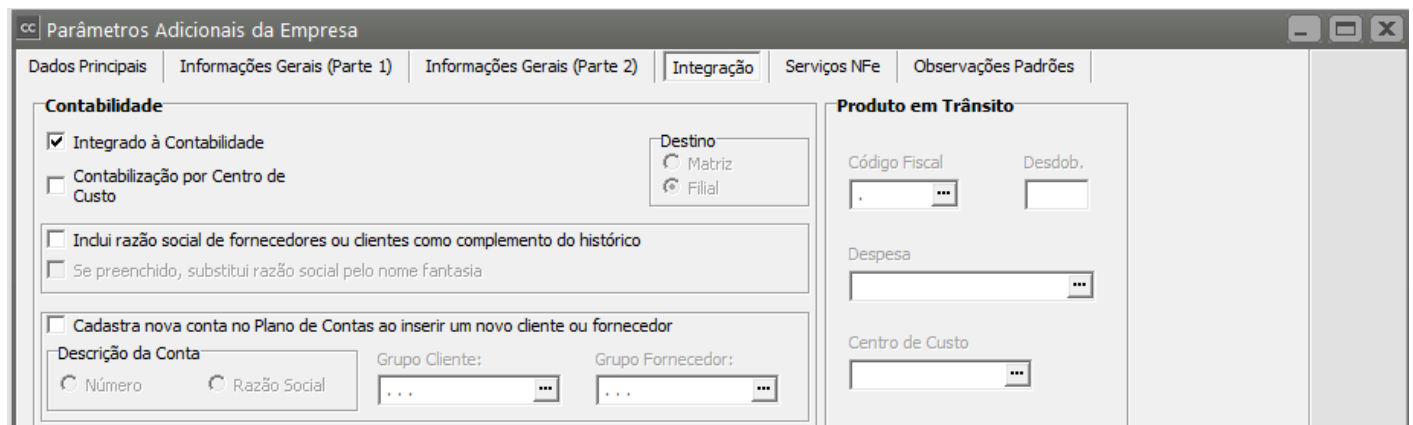 cc Parâmetros Adicionais da Empresa
Dados Principais Informações Gerais (Parte 1) Informações Gerais (Parte 2) Integração Serviços NFe Observações Padrões
Contabilidade
Integrado à Contabilidade
Contabilização por Centro de
Custo
Destino
Matriz
Filial
Inclui razão social de fornecedores ou clientes como complemento do histórico
Se preenchido, substitui razão social pelo nome fantasia
Cadastra nova conta no Plano de Contas ao inserir um novo cliente ou fornecedor
Descrição da Conta
Número Razão Social
Grupo Cliente:
. . . ...
Grupo Fornecedor:
. . . ...
Produto em Trânsito
Código Fiscal Desdob.
. ...
Despesa
...
Centro de Custo
...